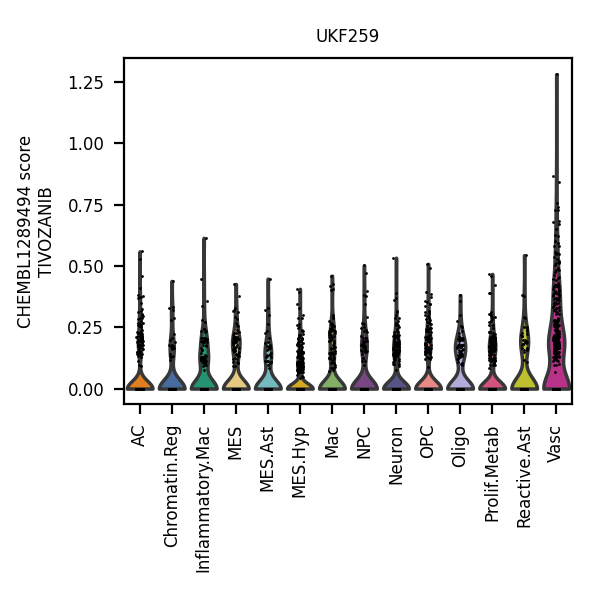 UKF259
CHEMBL1289494 score
TIVOZANIB
1.25
1.00
0.75
0.50
0.25
0.00
AC
Chromatin.Reg
Inflammatory.Mac
MES
MES.Ast
MES.Hyp
Mac
NPC
Neuron
OPC
Oligo
Prolif.Metab
Reactive.Ast
Vasc